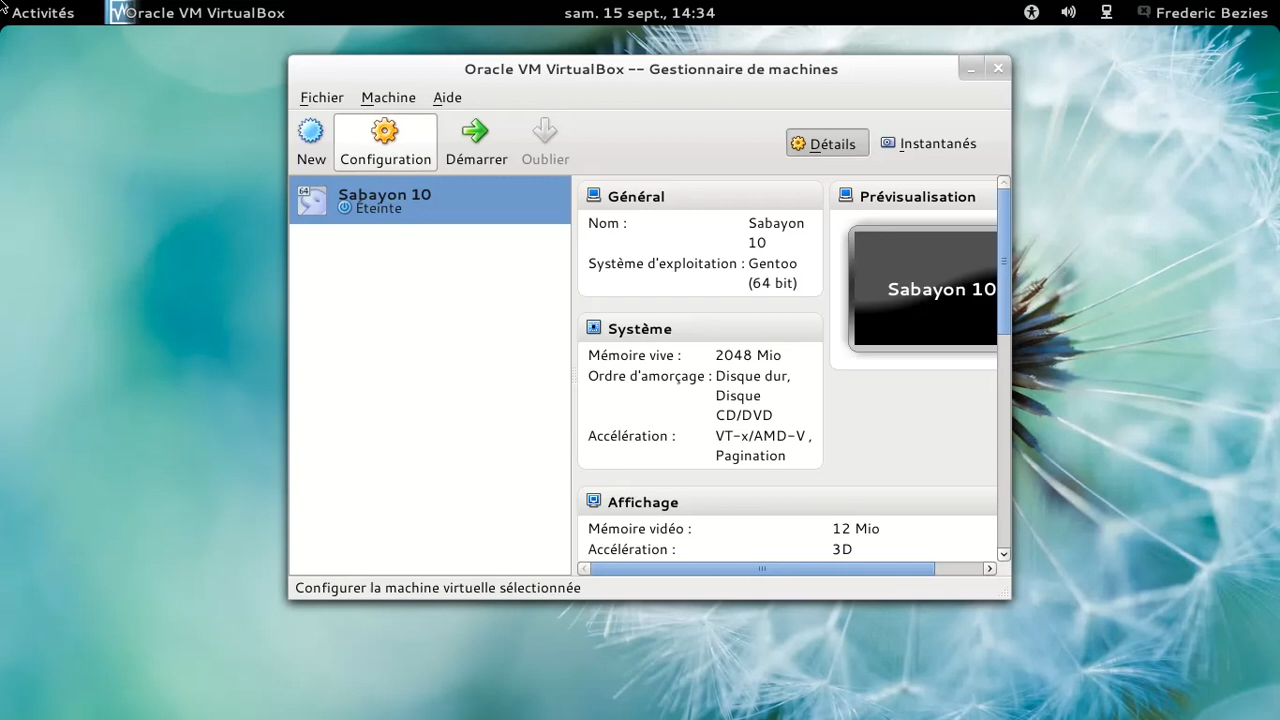 Activités
Oracle VM VirtualBox
sam. 15 sept., 14:34
Frederic Bezies
Oracle VM VirtualBox -- Gestionnaire de machines
Fichier Machine Aide
New
Configuration
Démarrer
Oublier
Détails
Instantanés
64
Sabayon 10
Éteinte
Général
Nom : Sabayon
10
Système d'exploitation : Gentoo
(64 bit)
Prévisualisation
Sabayon 10
Système
Mémoire vive : 2048 Mio
Ordre d'amorçage : Disque dur,
Disque
CD/DVD
Accélération : VT-x/AMD-V ,
Pagination
Affichage
Mémoire vidéo : 12 Mio
Accélération : 3D
Configurer la machine virtuelle sélectionnée